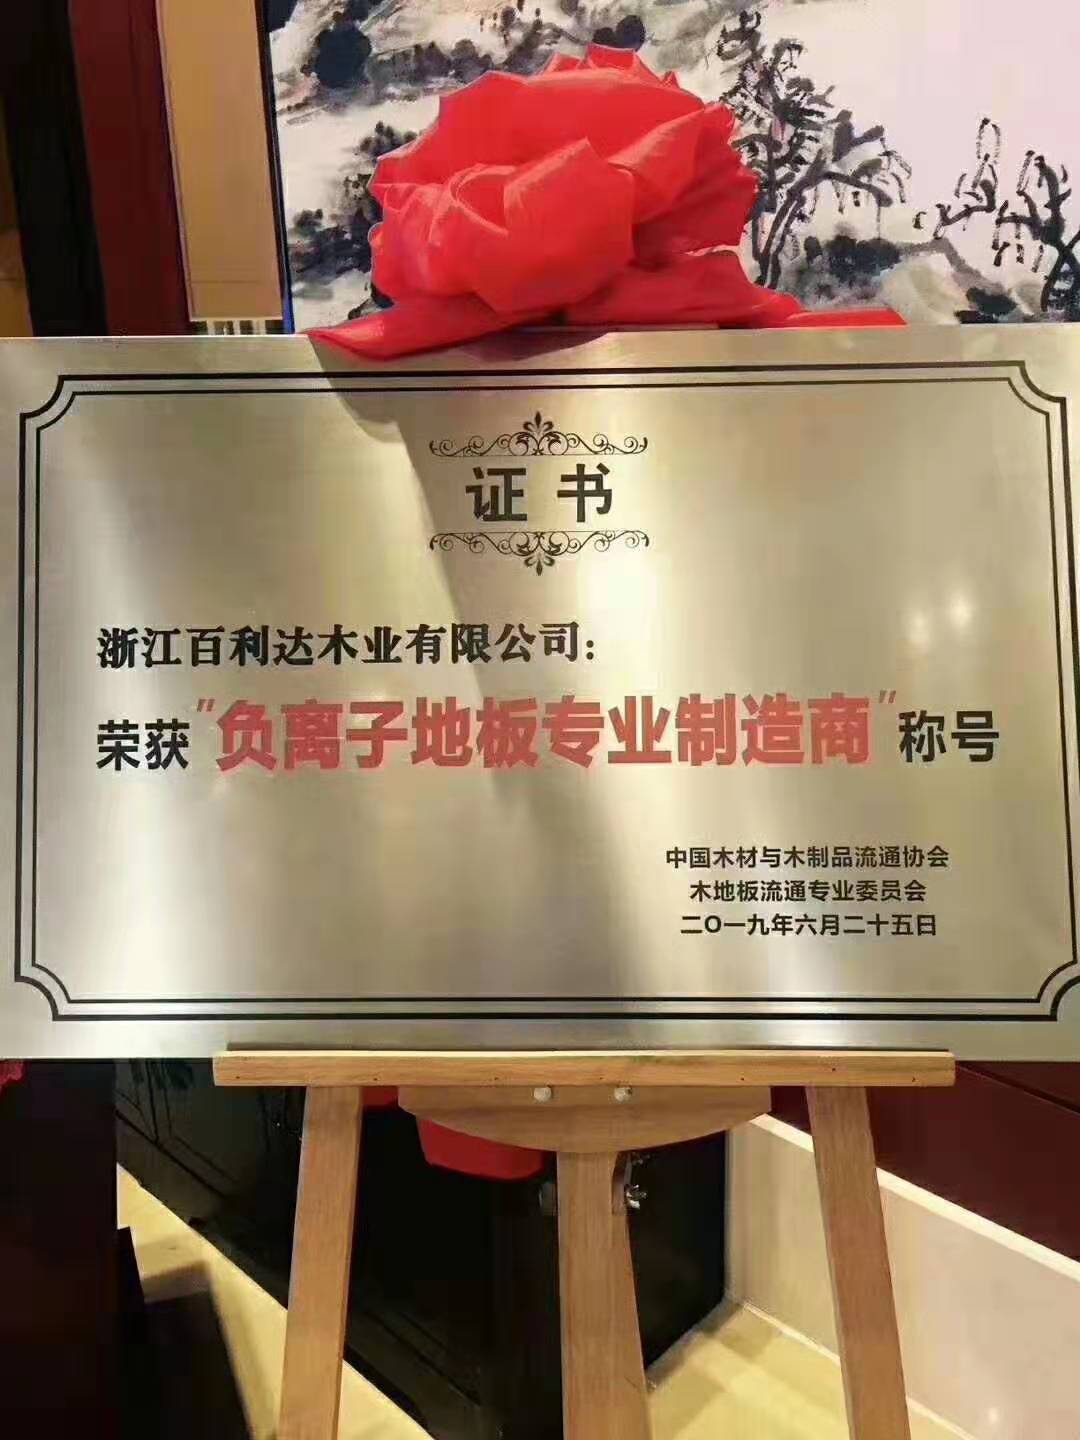 证书
浙江百利达木业有限公司：
荣获"负离子地板专业制造商"称号
中国木材与木制品流通协会
木地板流通专业委员会
二O一九年六月二十五日